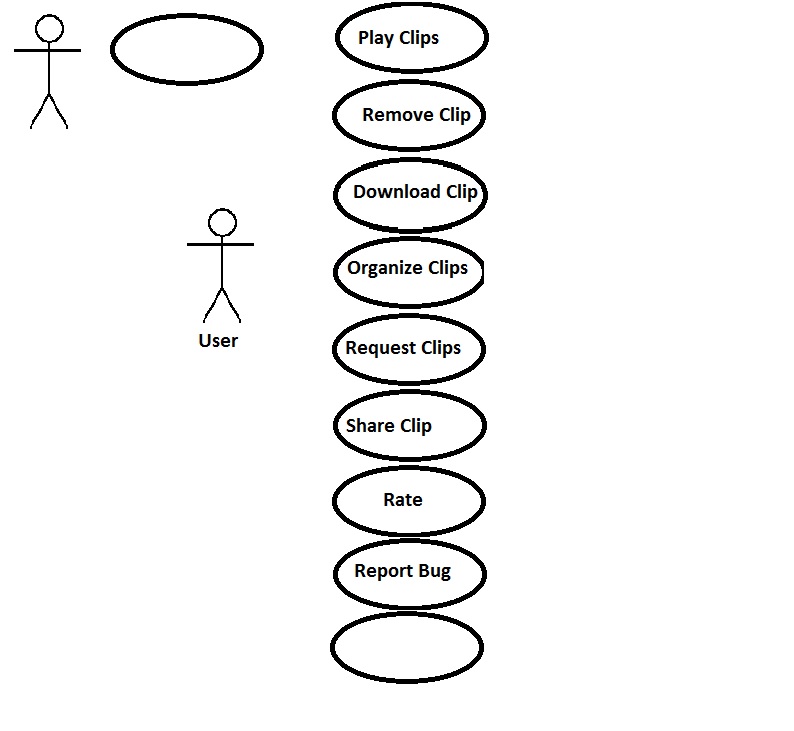 Play Clips
Remove Clip
Download Clip
Organize Clips
User
Request Clips
Share Clip
Rate
Report Bug